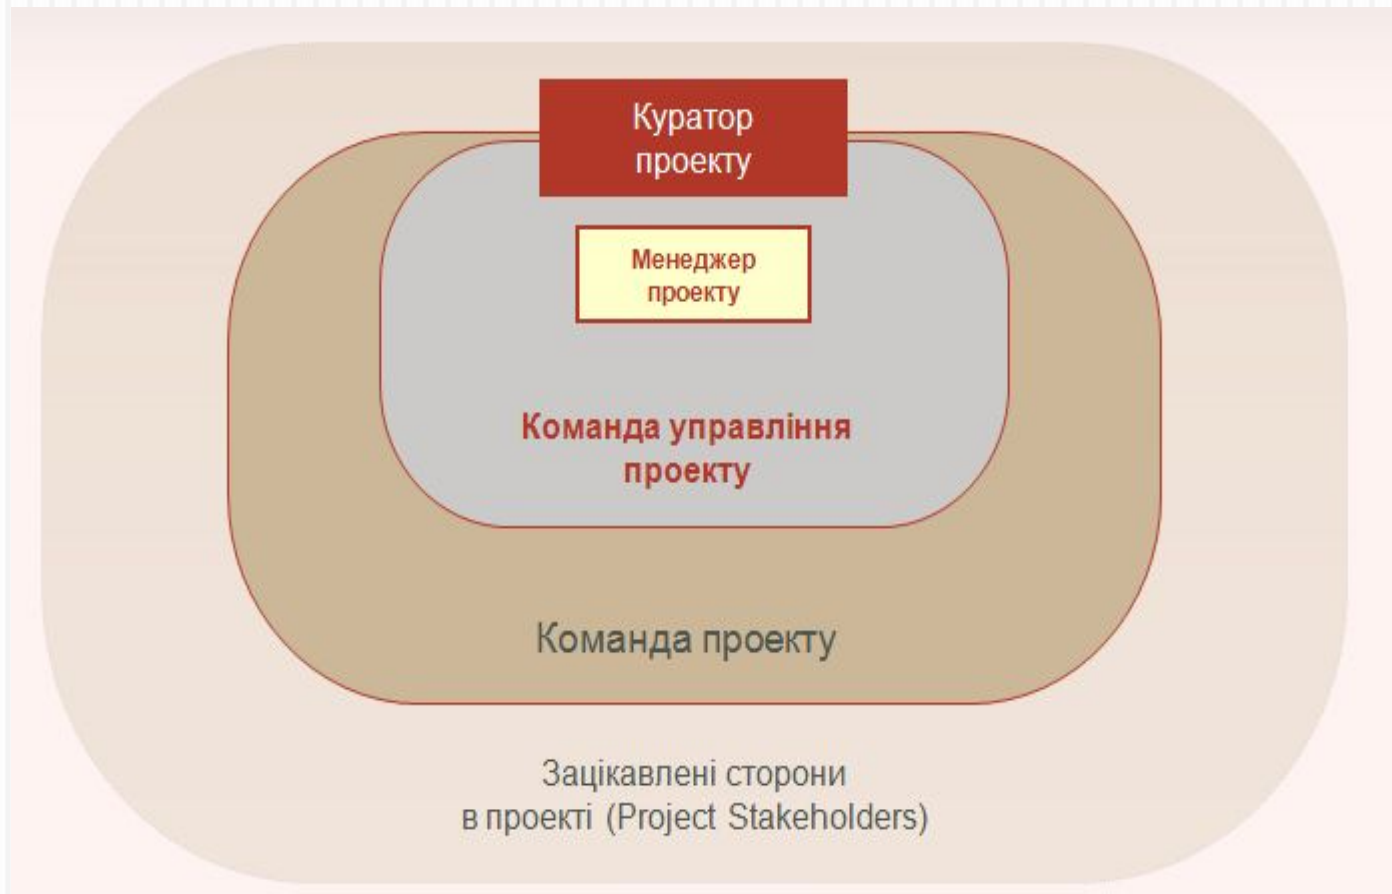 Куратор
проекту
Менеджер
проекту
Команда управління
проекту
Команда проекту
Зацікавлені сторони
в проекті (Project Stakeholders)